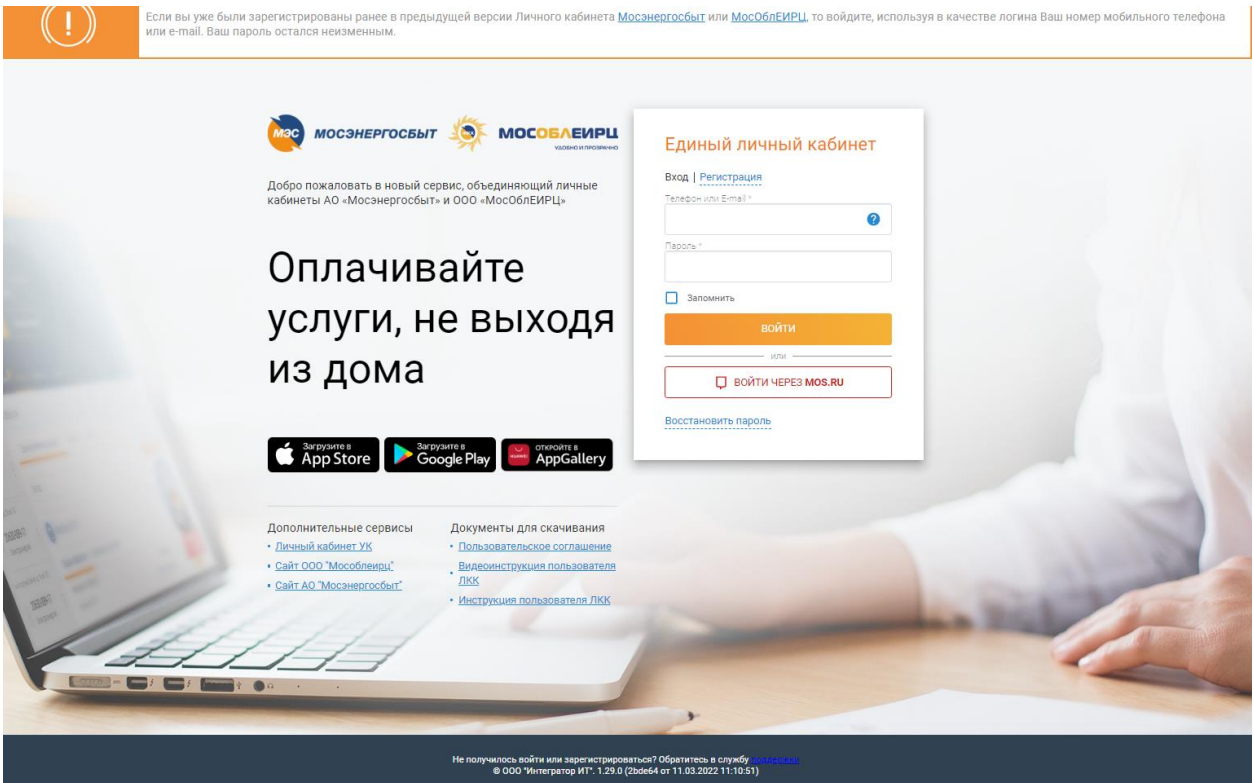 Если вы уже были зарегистрированы ранее в предыдущей версии Личного кабинета Мосэнергосбыт или МосОблЕИРЦ, то войдите, используя в качестве логина Ваш номер мобильного телефона
или e-mail. Ваш пароль остался неизменным.
МЭС МОСЭНЕРГОСБЫТ
МОСОБЛЕИРЦ
УДОБНО И ПРОЗРАЧНО
Добро пожаловать в новый сервис, объединяющий личные
кабинеты АО «Мосэнергосбыт» и ООО «МосОблЕИРЦ»
Оплачивайте
услуги, не выходя
из дома
Загрузите в
App Store
Загрузите в
Google Play
HUAWEI
ОТКРОЙТЕ В
AppGallery
Дополнительные сервисы
• Личный кабинет УК
• Сайт ООО "Мособлеирц"
• Сайт АО "Мосэнергосбыт"
Документы для скачивания
• Пользовательское соглашение
• Видеоинструкция пользователя
ЛКК
• Инструкция пользователя ЛКК
Единый личный кабинет
Вход | Регистрация
Телефон или E-mail *
?
Пароль *
Запомнить
ВОЙТИ
или
ВОЙТИ ЧЕРЕЗ MOS.RU
Восстановить пароль
Не получилось войти или зарегистрироваться? Обратитесь в службу поддержки
© ООО "Интегратор ИТ". 1.29.0 (2bde64 от 11.03.2022 11:10:51)